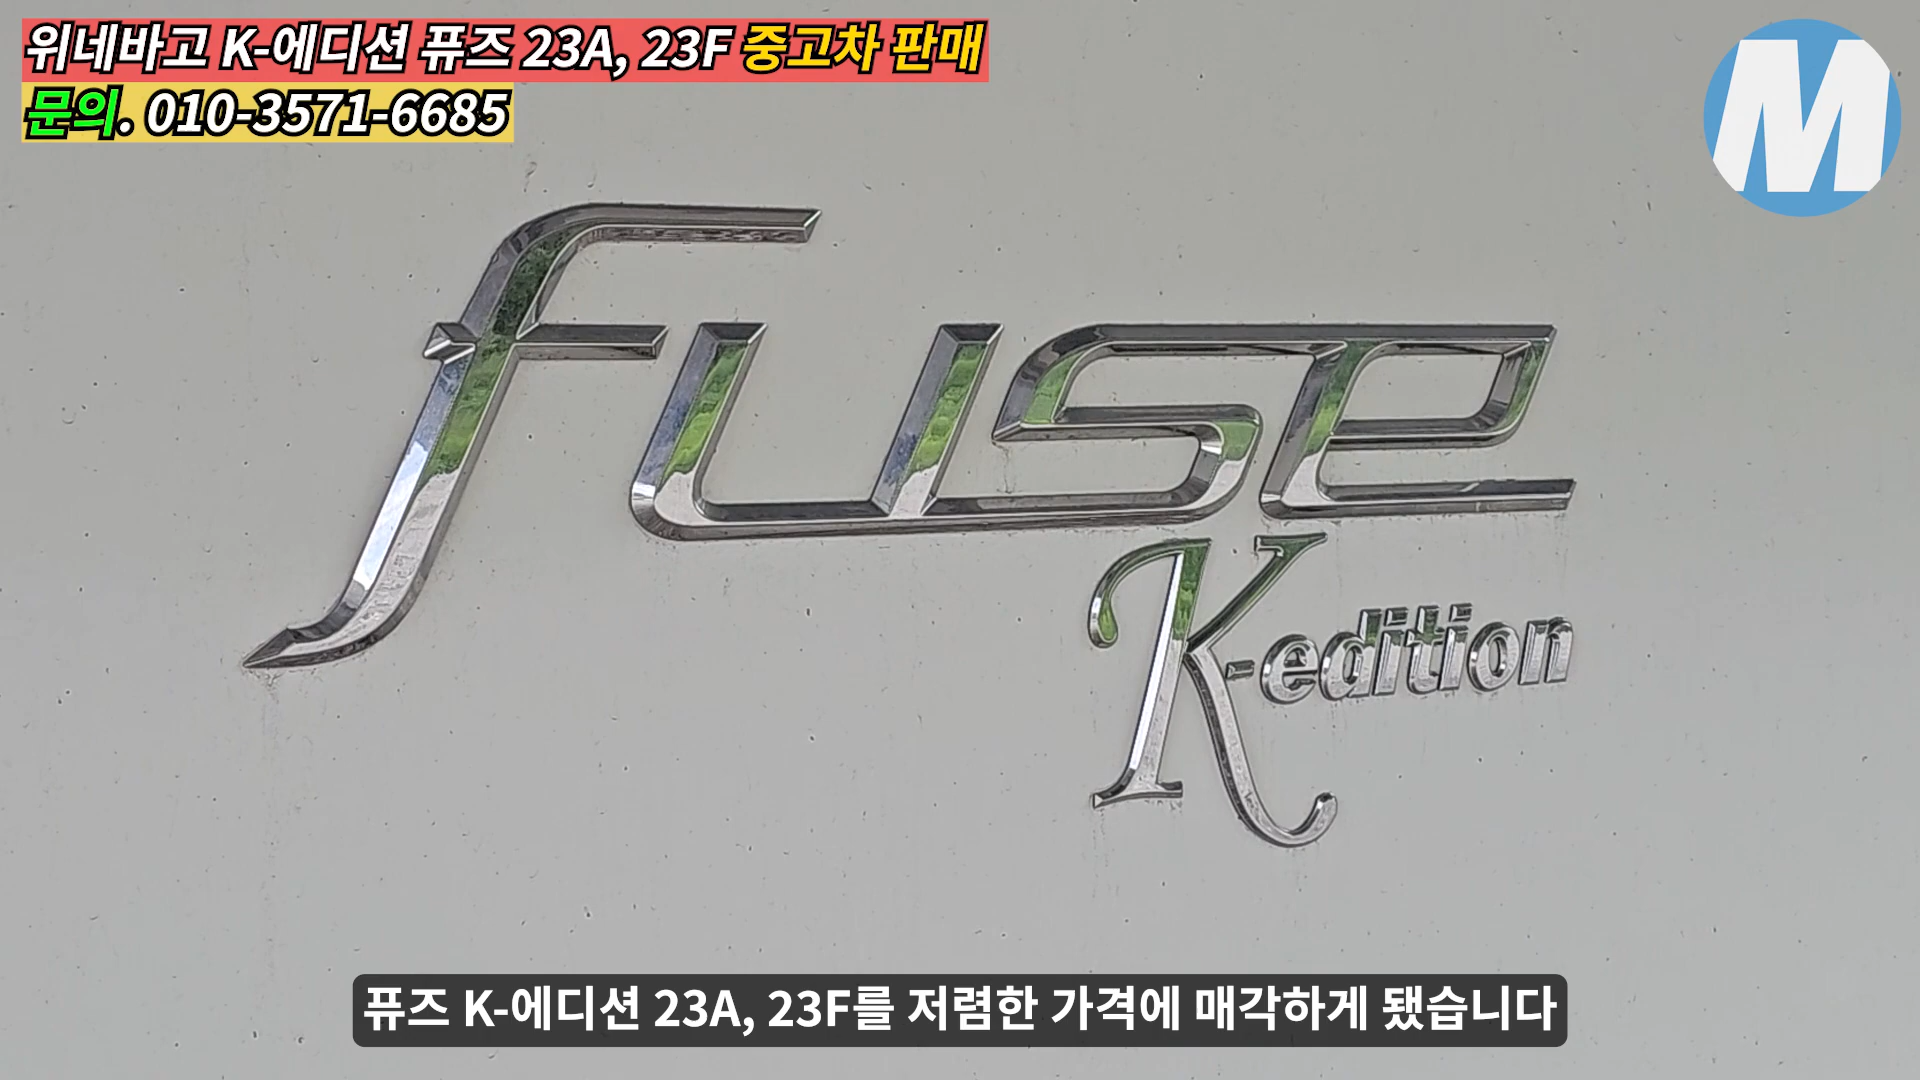 위네바고 K-에디션 퓨즈 23A, 23F 중고차 판매
문의. 010-3571-6685
M
fuse
K-edition
퓨즈 K-에디션 23A, 23F를 저렴한 가격에 매각하게 됐습니다